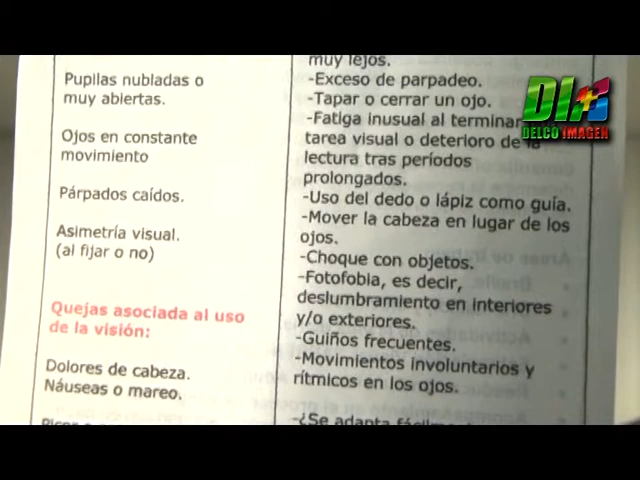 Pupilas nubladas o
muy abiertas.
Ojos en constante
movimiento
Párpados caídos.
Asimetría visual.
(al fijar o no)
Quejas asociada al uso
de la visión:
Dolores de cabeza.
Náuseas o mareo.
muy lejos.
-Exceso de parpadeo.
-Tapar o cerrar un ojo.
-Fatiga inusual al terminar
tarea visual o deterioro de la
lectura tras períodos
prolongados.
-Uso del dedo o lápiz como guía.
-Mover la cabeza en lugar de los
ojos.
-Choque con objetos.
-Fotofobia, es decir,
deslumbramiento en interiores
y/o exteriores.
-Guiños frecuentes.
-Movimientos involuntarios y
rítmicos en los ojos.
-¿Se adapta
DELCO IMAGEN